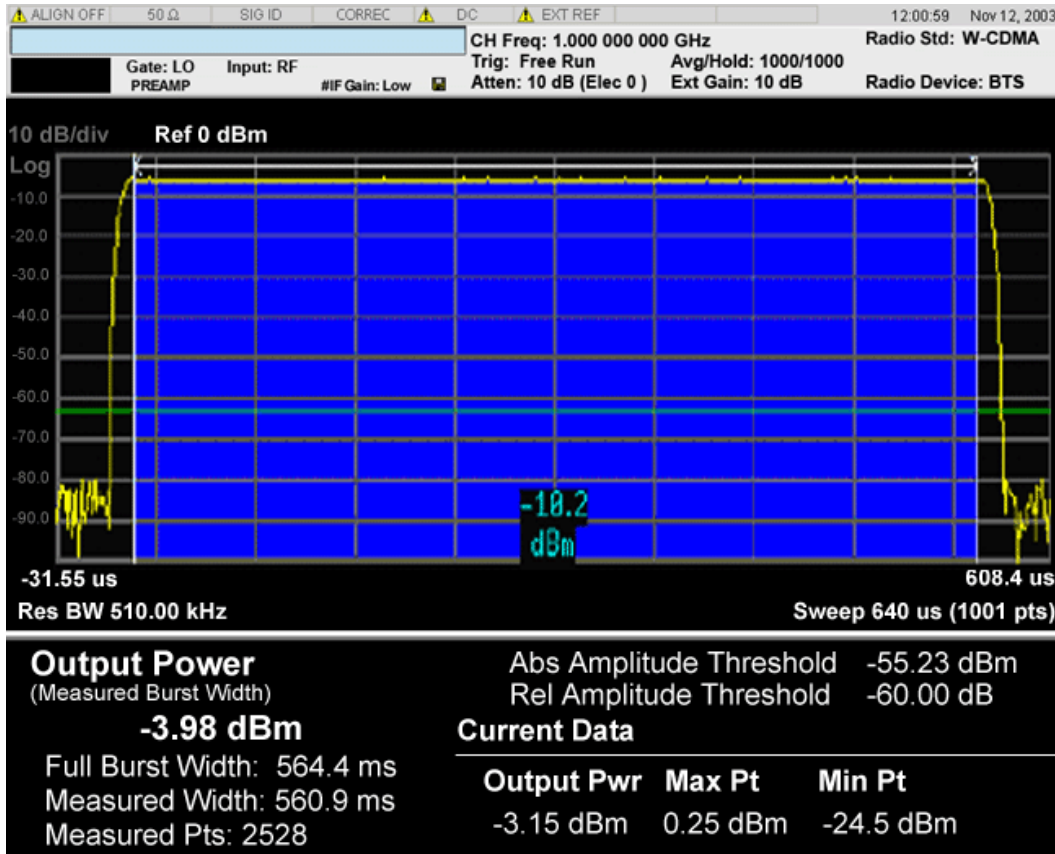 ALIGN OFF 50 Ω SIG ID CORREC DC EXT REF 12:00:59 Nov 12, 2003
CH Freq: 1.000 000 000 GHz Radio Std: W-CDMA
Gate: LO Input: RF Trig: Free Run Avg/Hold: 1000/1000
PREAMP #IF Gain: Low Atten: 10 dB (Elec 0 ) Ext Gain: 10 dB Radio Device: BTS
10 dB/div Ref 0 dBm
Log
-10.0
-20.0
-30.0
-40.0
-50.0
-60.0
-70.0
-80.0
-90.0
-10.2
dBm
-31.55 us 608.4 us
Res BW 510.00 kHz Sweep 640 us (1001 pts)
Output Power Abs Amplitude Threshold -55.23 dBm
(Measured Burst Width) Rel Amplitude Threshold -60.00 dB
-3.98 dBm Current Data
Full Burst Width: 564.4 ms
Output Pwr Max Pt Min Pt
Measured Width: 560.9 ms
-3.15 dBm 0.25 dBm -24.5 dBm
Measured Pts: 2528